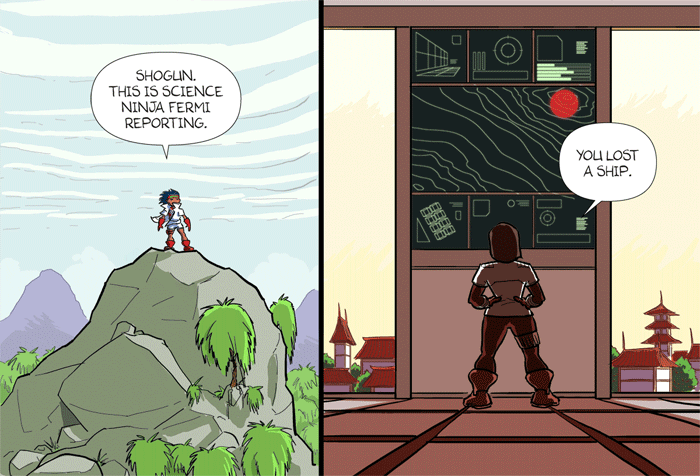 SHOGUN.
THIS IS SCIENCE
NINJA FERMI
REPORTING.
YOU LOST
A SHIP.